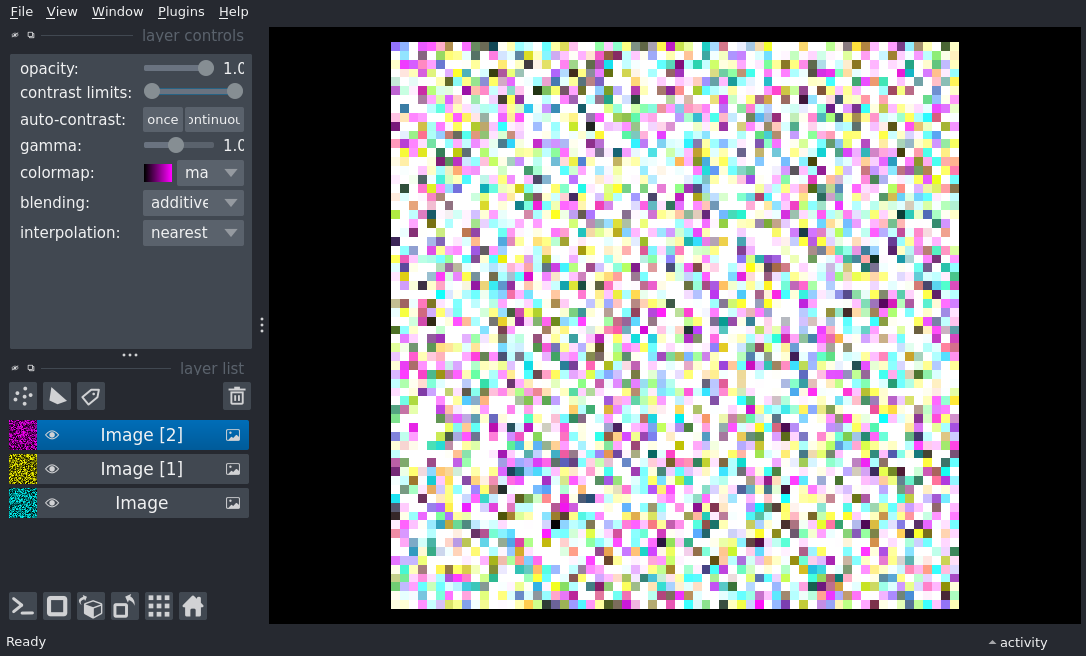 File View Window Plugins Help
layer controls
opacity: 1.0
contrast limits:
auto-contrast: once ontinuou
gamma: 1.0
colormap: ma
blending: additive
interpolation: nearest
layer list
Image [2]
Image [1]
Image
Ready
activity